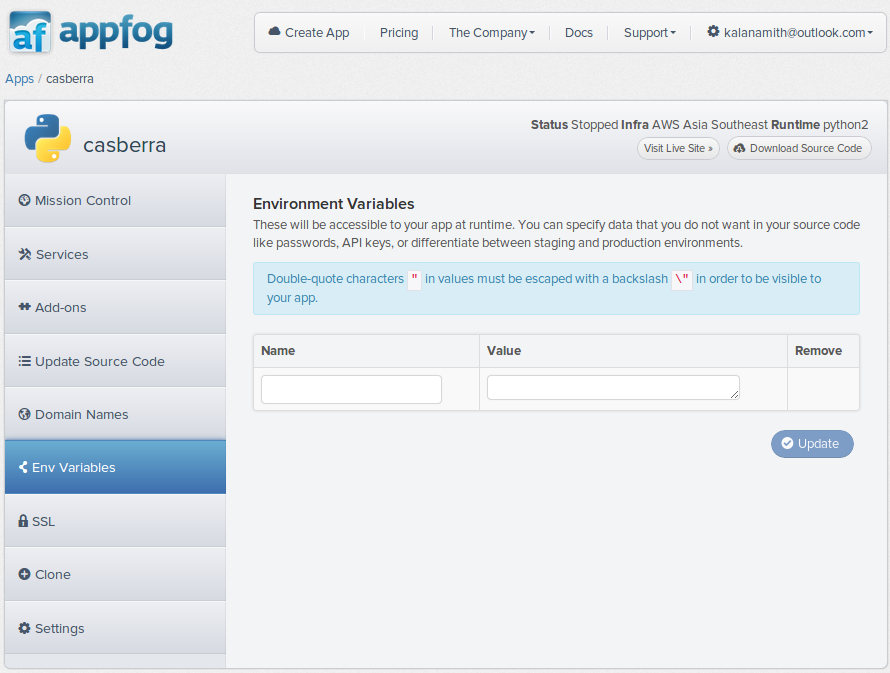 af appfog
Create App Pricing The Company Docs Support kalanamith@outlook.com
Apps / casberra
casberra
Status Stopped Infra AWS Asia Southeast Runtime python2
Visit Live Site » Download Source Code
Mission Control
Services
Add-ons
Update Source Code
Domain Names
Env Variables
SSL
Clone
Settings
Environment Variables
These will be accessible to your app at runtime. You can specify data that you do not want in your source code
like passwords, API keys, or differentiate between staging and production environments.
Double-quote characters " in values must be escaped with a backslash \" in order to be visible to
your app.
Name Value Remove
Update